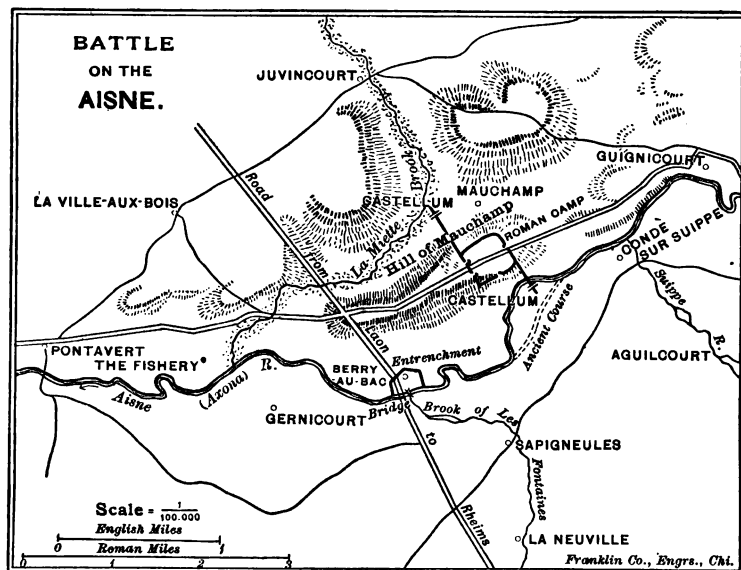 BATTLE
ON THE
AISNE.
JUVINCOURT
GUIGNICOURT
LA VILLE-AUX-BOIS
Road from Laon to Rheims
La Miette Brook
CASTELLUM
MAUCHAMP
Hill of Mauchamp
ROMAN CAMP
CONDÉ
SUR SUIPPE
CASTELLUM
Suippe R.
Ancient Course
AGUILCOURT
PONTAVERT
THE FISHERY
Aisne (Axona) R.
BERRY
AU-BAC
Entrenchment
GERNICOURT
Bridge
Brook of Les Fontaines
SAPIGNEULES
LA NEUVILLE
Scale = 1/100.000
English Miles
0 1
Roman Miles
0 1 2 3
Franklin Co., Engrs., Chi.